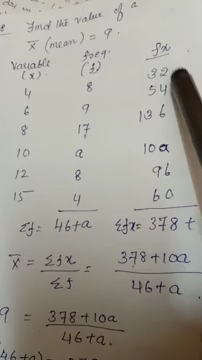 Find the value of a
x̄ (mean) = 9.
Variable (x) freq. (f) fx
4 8 32
6 9 54
8 17 136
10 a 10a
12 8 96
15 4 60
Σf = 46+a Σfx = 378 +
x̄ = Σfx / Σf = 378+10a / 46+a
9 = 378+10a / 46+a.